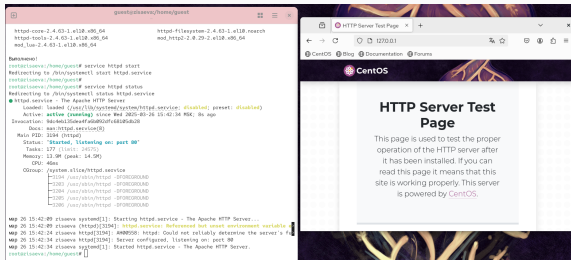 guest@risaeva:/home/guest
httpd-core-2.4.63-1.el10.x86_64 httpd-filesystem-2.4.63-1.el10.noarch
httpd-tools-2.4.63-1.el10.x86_64 mod_http2-2.0.29-2.el10.x86_64
mod_lua-2.4.63-1.el10.x86_64
Выполнено!
root@risaeva:/home/guest# service httpd start
Redirecting to /bin/systemctl start httpd.service
root@risaeva:/home/guest# service httpd status
Redirecting to /bin/systemctl status httpd.service
● httpd.service - The Apache HTTP Server
Loaded: loaded (/usr/lib/systemd/system/httpd.service; disabled; preset: disabled)
Active: active (running) since Wed 2025-03-26 15:42:34 MSK; 8s ago
Invocation:
Docs: man:httpd.service(8)
Main PID: 3194 (httpd)
Status: "Started, listening on: port 80"
Tasks: 177 (limit: 24575)
Memory: 13.9M (peak: 14.5M)
CPU: 46ms
CGroup: /system.slice/httpd.service
├─3194 /usr/sbin/httpd -DFOREGROUND
├─3203 /usr/sbin/httpd -DFOREGROUND
├─3204 /usr/sbin/httpd -DFOREGROUND
├─3205 /usr/sbin/httpd -DFOREGROUND
└─3206 /usr/sbin/httpd -DFOREGROUND
мар 26 15:42:09 risaeva systemd[1]: Starting httpd.service - The Apache HTTP Server...
мар 26 15:42:09 risaeva (httpd)[3194]: httpd.service: Referenced but unset environment variable
мар 26 15:42:24 risaeva httpd[3194]: AH00558: httpd: Could not reliably determine the server's
мар 26 15:42:34 risaeva httpd[3194]: Server configured, listening on: port 80
мар 26 15:42:34 risaeva systemd[1]: Started httpd.service - The Apache HTTP Server.
root@risaeva:/home/guest#
HTTP Server Test Page
127.0.0.1
CentOS Blog Documentation Forums
CentOS
HTTP Server Test
Page
This page is used to test the proper
operation of the HTTP server after
it has been installed. If you can
read this page it means that this
site is working properly. This server
is powered by CentOS.